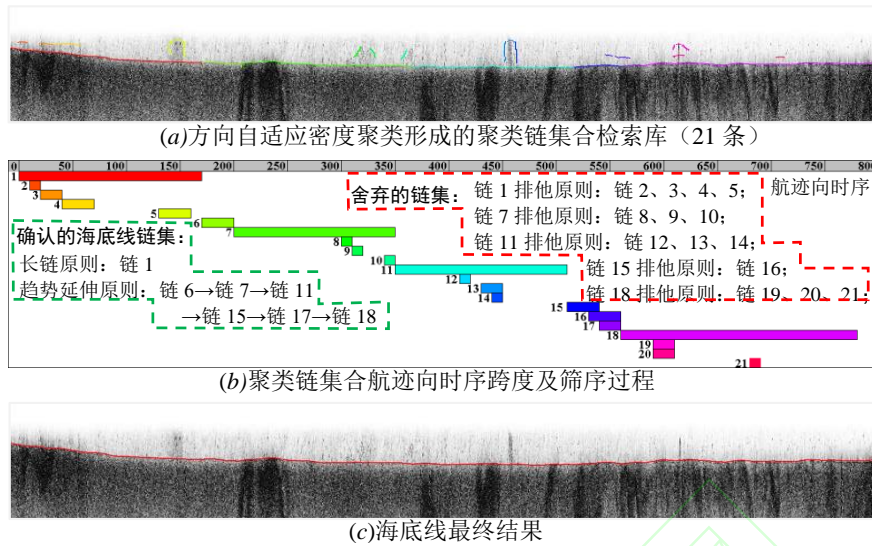 (a)方向自适应密度聚类形成的聚类链集合检索库（21 条）
0 50 100 150 200 250 300 350 400 450 500 550 600 650 700 750 800
1
2
3
4
5
6
7
8
9
10
11
12
13
14
15
16
17
18
19
20
21
航迹向时序
舍弃的链集：链 1 排他原则：链 2、3、4、5；
链 7 排他原则：链 8、9、10；
链 11 排他原则：链 12、13、14；
链 15 排他原则：链 16；
链 18 排他原则：链 19、20、21；
确认的海底线链集：
长链原则：链 1
趋势延伸原则：链 6→链 7→链 11
→链 15→链 17→链 18
(b)聚类链集合航迹向时序跨度及筛序过程
(c)海底线最终结果